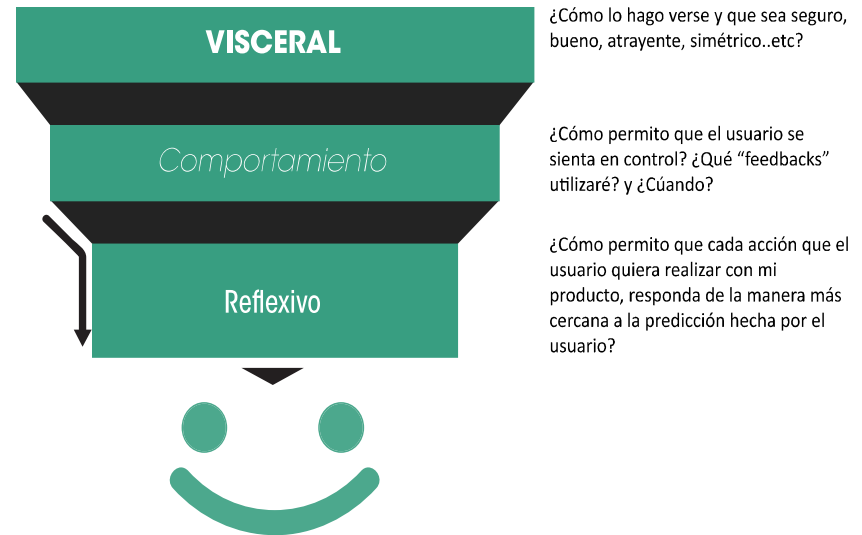 VISCERAL
¿Cómo lo hago verse y que sea seguro,
bueno, atrayente, simétrico..etc?
Comportamiento
¿Cómo permito que el usuario se
sienta en control? ¿Qué “feedbacks”
utilizaré? y ¿Cúando?
Reflexivo
¿Cómo permito que cada acción que el
usuario quiera realizar con mi
producto, responda de la manera más
cercana a la predicción hecha por el
usuario?